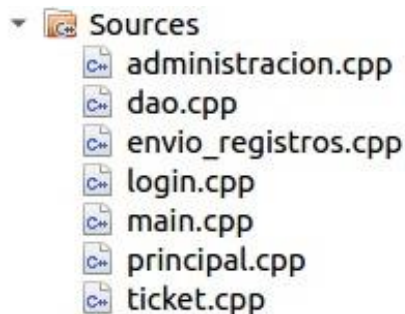 Sources
administracion.cpp
dao.cpp
envio_registros.cpp
login.cpp
main.cpp
principal.cpp
ticket.cpp